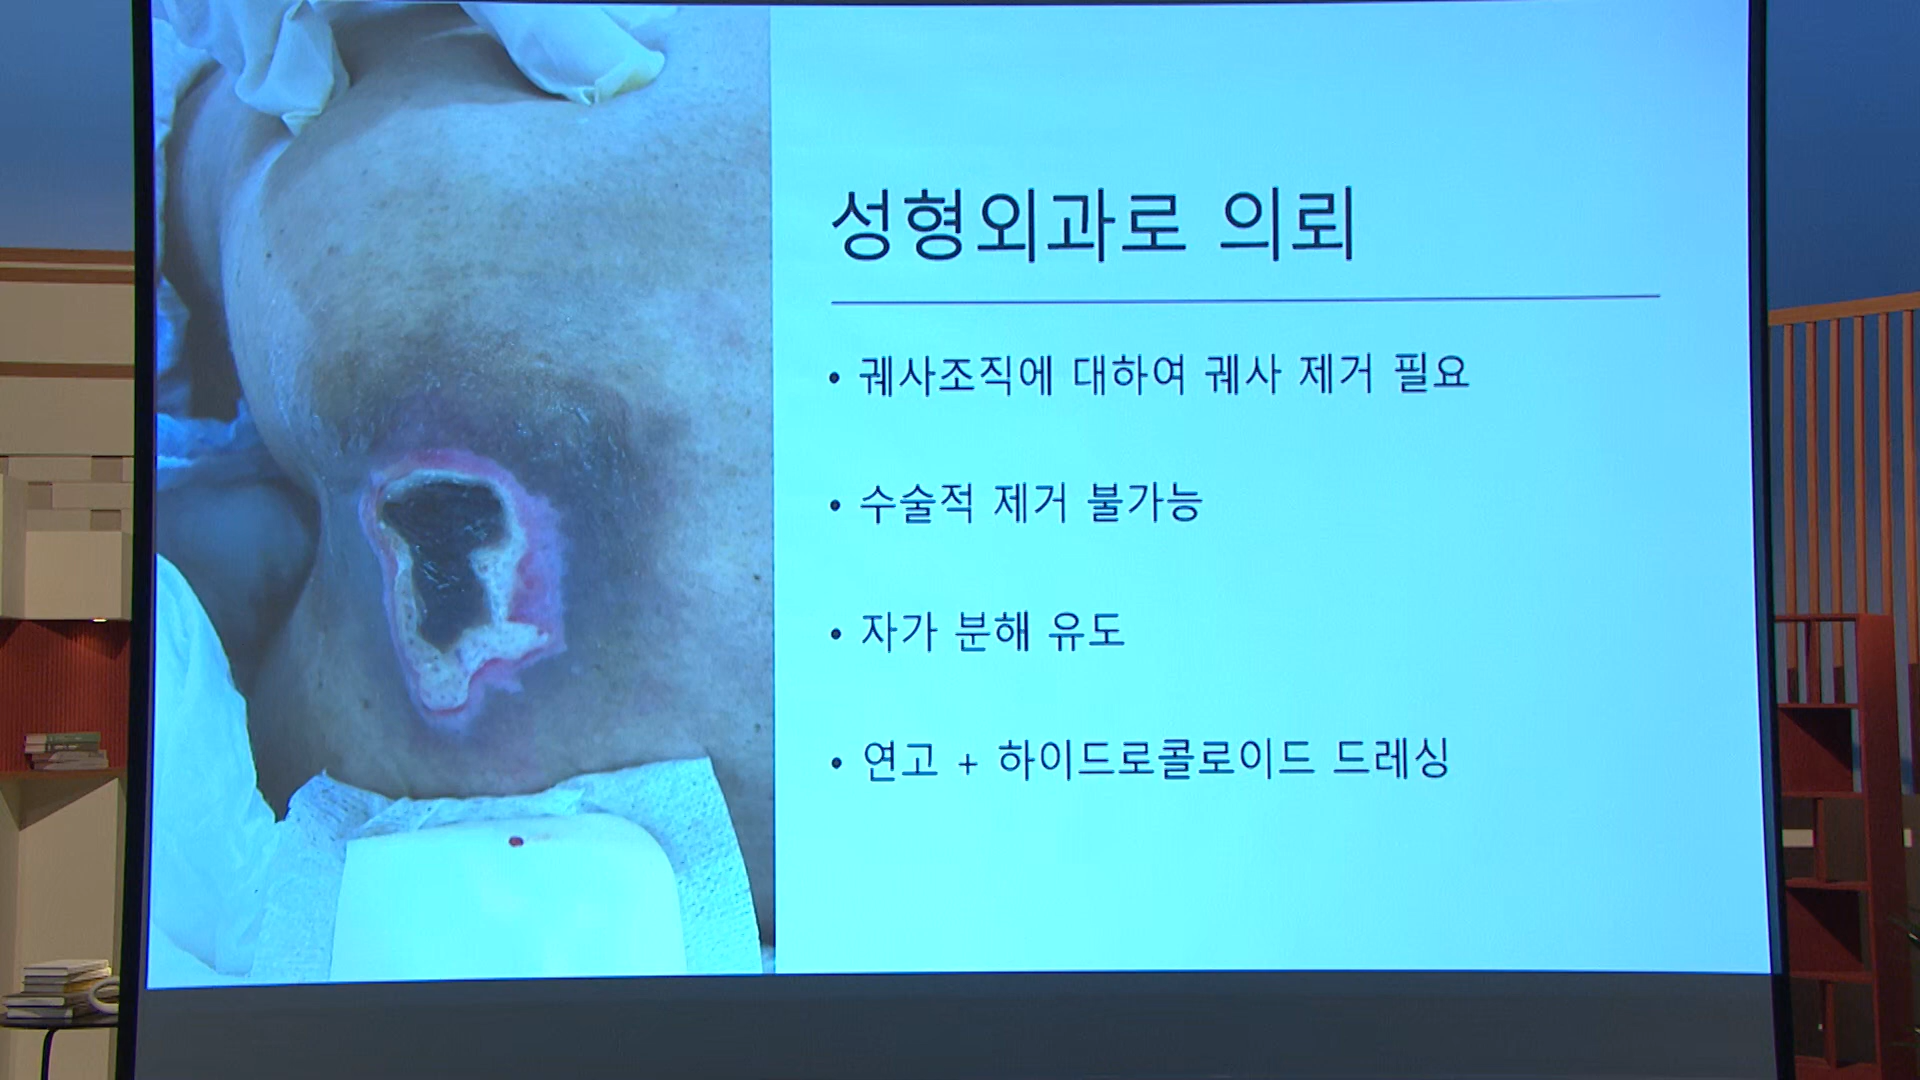 성형외과로 의뢰
• 궤사조직에 대하여 궤사 제거 필요
• 수술적 제거 불가능
• 자가 분해 유도
• 연고 + 하이드로콜로이드 드레싱